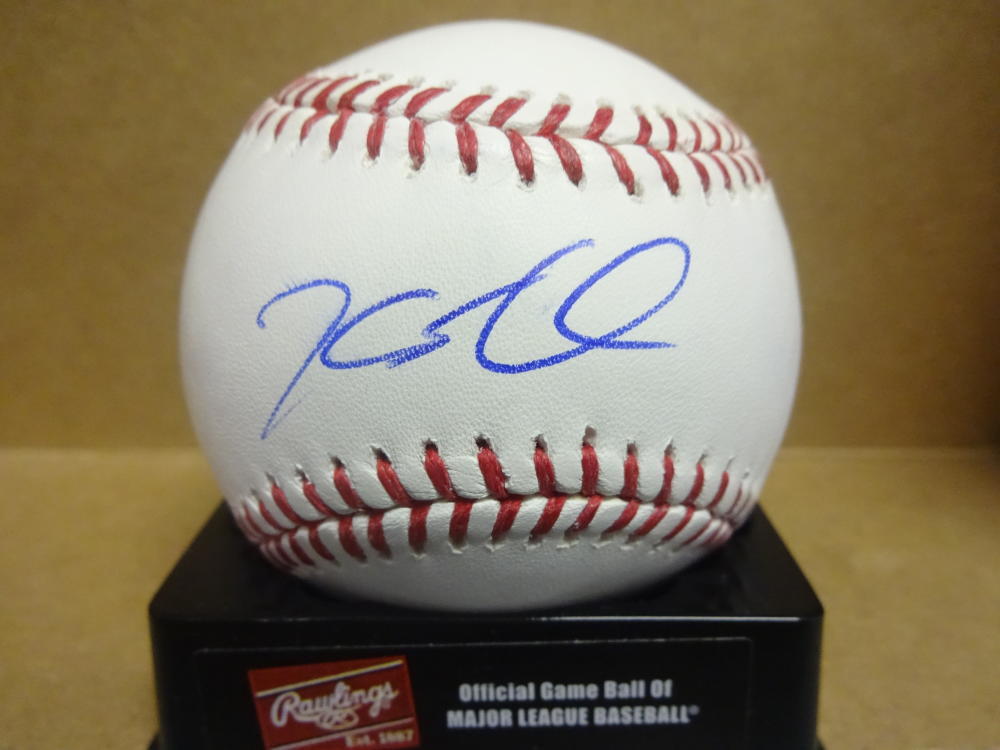 Rawlings
Est. 1887
Official Game Ball Of
MAJOR LEAGUE BASEBALL®